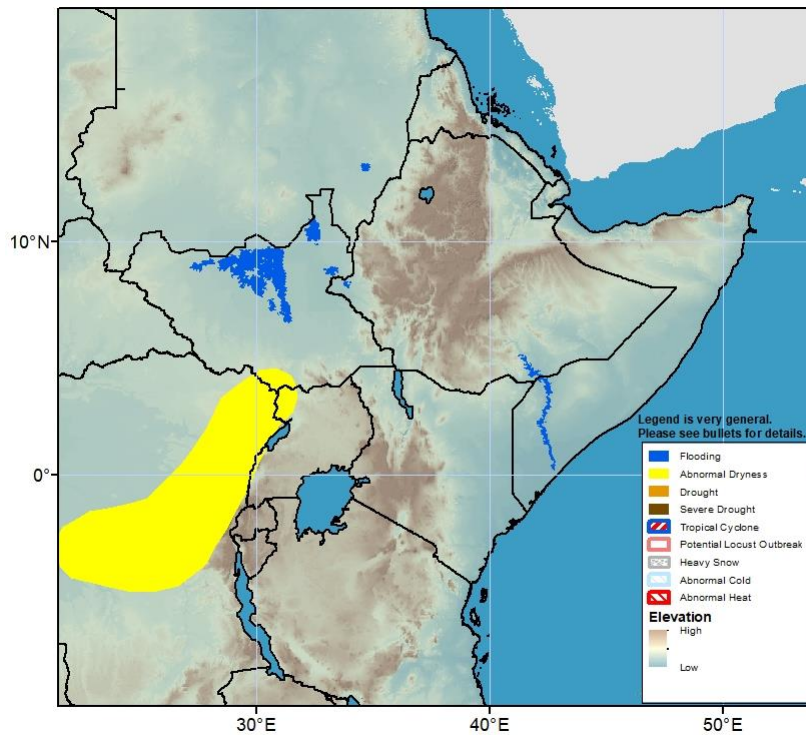 10°N
0°
30°E
40°E
50°E
Legend is very general.
Please see bullets for details.
Flooding
Abnormal Dryness
Drought
Severe Drought
Tropical Cyclone
Potential Locust Outbreak
Heavy Snow
Abnormal Cold
Abnormal Heat
Elevation
High
Low